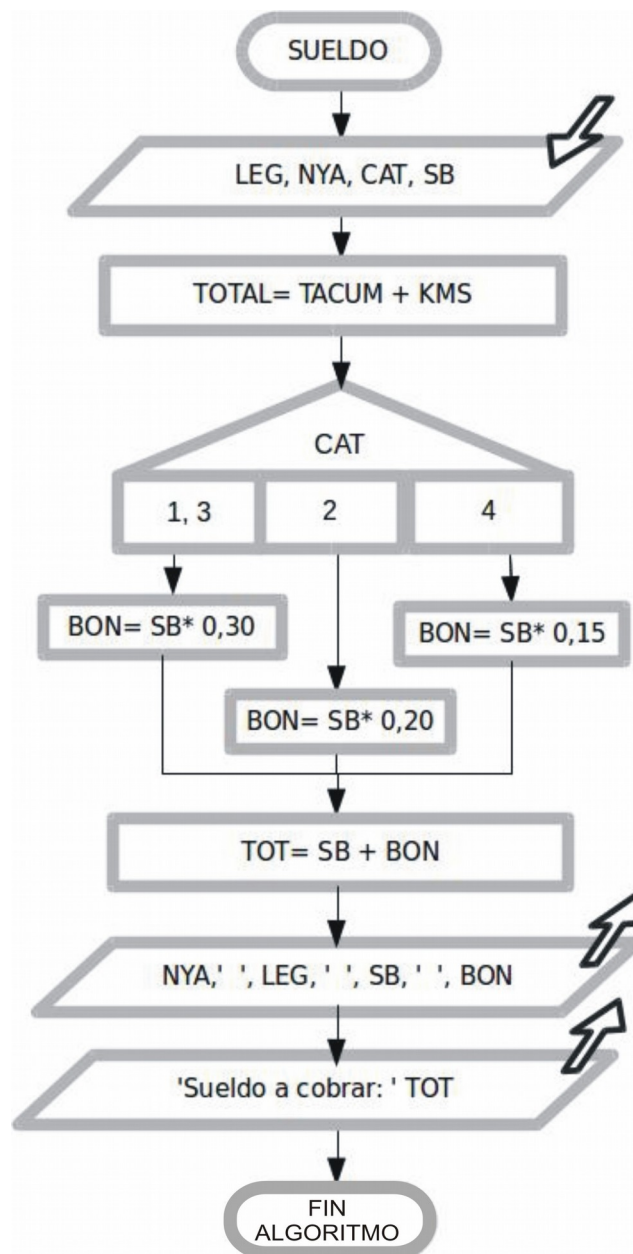 SUELDO
LEG, NYA, CAT, SB
TOTAL= TACUM + KMS
CAT
1, 3
2
4
BON= SB* 0,30
BON= SB* 0,15
BON= SB* 0,20
TOT= SB + BON
NYA,'  ', LEG, '  ', SB, '  ', BON
'Sueldo a cobrar: ' TOT
FIN
ALGORITMO